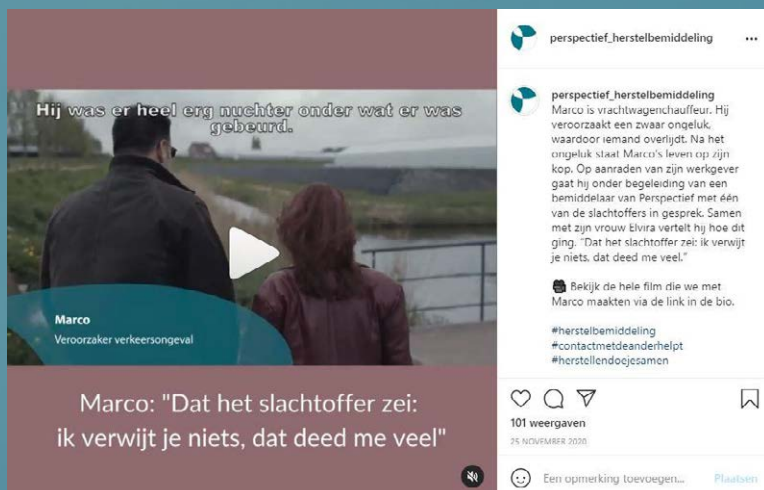 Hij was er heel erg nuchter onder wat er was
gebeurd.
Marco
Veroorzaker verkeersongeval
Marco: "Dat het slachtoffer zei:
ik verwijt je niets, dat deed me veel"
perspectief_herstelbemiddeling
perspectief_herstelbemiddeling
Marco is vrachtwagenchauffeur. Hij
veroorzaakt een zwaar ongeluk,
waardoor iemand overlijdt. Na het
ongeluk staat Marco's leven op zijn
kop. Op aanraden van zijn werkgever
gaat hij onder begeleiding van een
bemiddelaar van Perspectief met één
van de slachtoffers in gesprek. Samen
met zijn vrouw Elvira vertelt hij hoe dit
ging. "Dat het slachtoffer zei: ik verwijt
je niets, dat deed me veel."
Bekijk de hele film die we met
Marco maakten via de link in de bio.
#herstelbemiddeling
#contactmetdeanderhelpt
#herstellendoejesamen
101 weergaven
25 NOVEMBER 2020
Een opmerking toevoegen...
Plaatsen